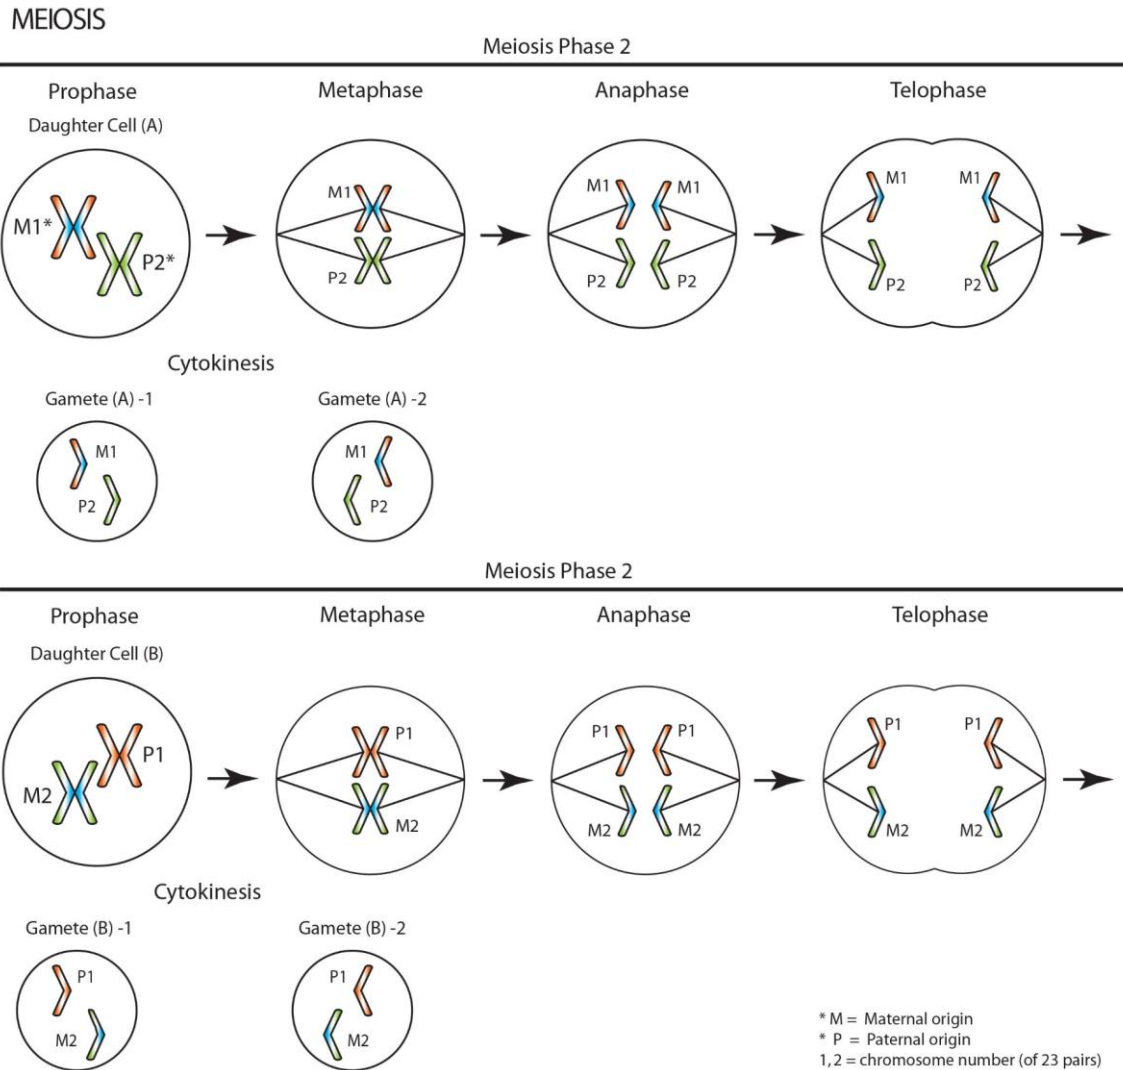 MEIOSIS
Meiosis Phase 2
Prophase
Metaphase
Anaphase
Telophase
Daughter Cell (A)
M1*
P2*
M1
P2
M1
M1
P2
P2
M1
M1
P2
P2
Cytokinesis
Gamete (A) -1
Gamete (A) -2
M1
P2
M1
P2
Meiosis Phase 2
Prophase
Metaphase
Anaphase
Telophase
Daughter Cell (B)
P1
M2
P1
M2
P1
P1
M2
M2
P1
P1
M2
M2
Cytokinesis
Gamete (B) -1
Gamete (B) -2
P1
M2
P1
M2
* M = Maternal origin
* P = Paternal origin
1,2 = chromosome number (of 23 pairs)